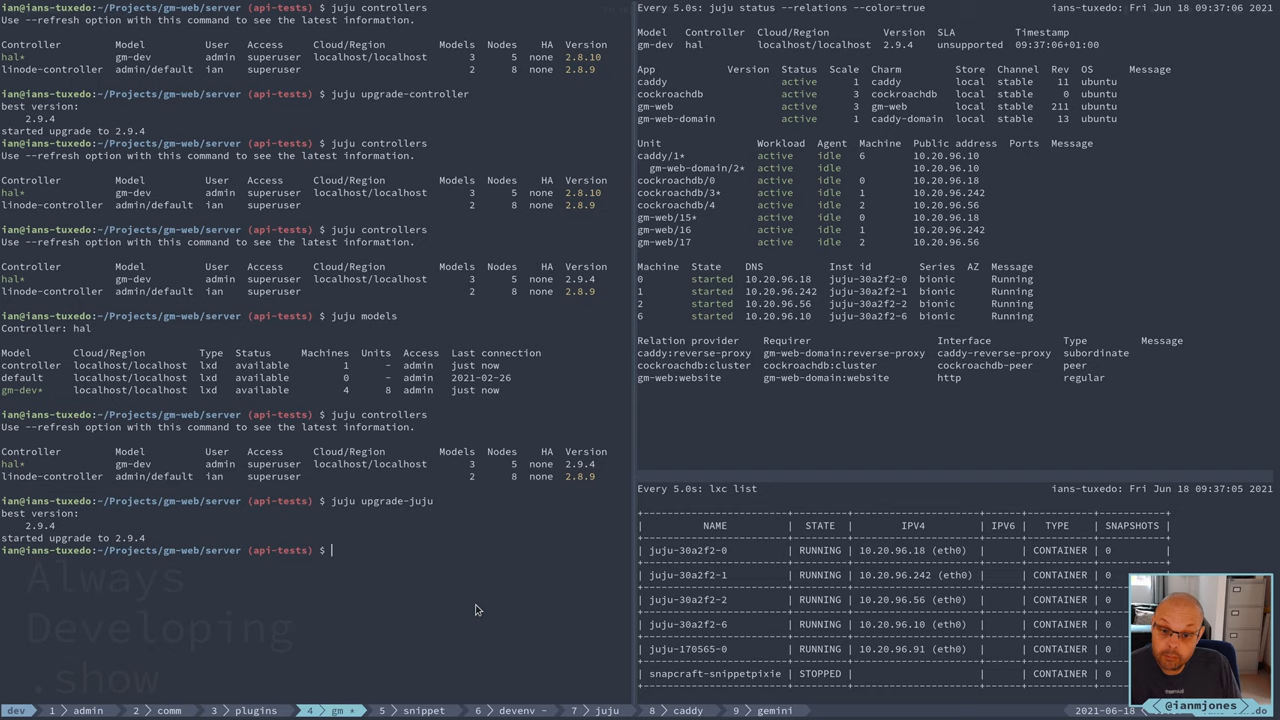 ian@ians-tuxedo:~/Projects/gm-web/server (api-tests) $ juju controllers
Use --refresh option with this command to see the latest information.
Controller Model User Access Cloud/Region Models Nodes HA Version
hal* gm-dev admin superuser localhost/localhost 3 5 none 2.8.10
linode-controller admin/default ian superuser 2 8 none 2.8.9
ian@ians-tuxedo:~/Projects/gm-web/server (api-tests) $ juju upgrade-controller
best version:
2.9.4
started upgrade to 2.9.4
ian@ians-tuxedo:~/Projects/gm-web/server (api-tests) $ juju controllers
Use --refresh option with this command to see the latest information.
Controller Model User Access Cloud/Region Models Nodes HA Version
hal* gm-dev admin superuser localhost/localhost 3 5 none 2.8.10
linode-controller admin/default ian superuser 2 8 none 2.8.9
ian@ians-tuxedo:~/Projects/gm-web/server (api-tests) $ juju controllers
Use --refresh option with this command to see the latest information.
Controller Model User Access Cloud/Region Models Nodes HA Version
hal* gm-dev admin superuser localhost/localhost 3 5 none 2.9.4
linode-controller admin/default ian superuser 2 8 none 2.8.9
ian@ians-tuxedo:~/Projects/gm-web/server (api-tests) $ juju models
Controller: hal
Model Cloud/Region Type Status Machines Units Access Last connection
controller localhost/localhost lxd available 1 - admin just now
default localhost/localhost lxd available 0 - admin 2021-02-26
gm-dev* localhost/localhost lxd available 4 8 admin just now
ian@ians-tuxedo:~/Projects/gm-web/server (api-tests) $ juju controllers
Use --refresh option with this command to see the latest information.
Controller Model User Access Cloud/Region Models Nodes HA Version
hal* gm-dev admin superuser localhost/localhost 3 5 none 2.9.4
linode-controller admin/default ian superuser 2 8 none 2.8.9
ian@ians-tuxedo:~/Projects/gm-web/server (api-tests) $ juju upgrade-juju
best version:
2.9.4
started upgrade to 2.9.4
ian@ians-tuxedo:~/Projects/gm-web/server (api-tests) $
Always
Developing
.show
Every 5.0s: juju status --relations --color=true ians-tuxedo: Fri Jun 18 09:37:06 2021
Model Controller Cloud/Region Version SLA Timestamp
gm-dev hal localhost/localhost 2.9.4 unsupported 09:37:06+01:00
App Version Status Scale Charm Store Channel Rev OS Message
caddy active 1 caddy local stable 11 ubuntu
cockroachdb active 3 cockroachdb local stable 0 ubuntu
gm-web active 3 gm-web local stable 211 ubuntu
gm-web-domain active 1 caddy-domain local stable 13 ubuntu
Unit Workload Agent Machine Public address Ports Message
caddy/1* active idle 6 10.20.96.10
gm-web-domain/2* active idle 10.20.96.10
cockroachdb/0 active idle 0 10.20.96.18
cockroachdb/3* active idle 1 10.20.96.242
cockroachdb/4 active idle 2 10.20.96.56
gm-web/15* active idle 0 10.20.96.18
gm-web/16 active idle 1 10.20.96.242
gm-web/17 active idle 2 10.20.96.56
Machine State DNS Inst id Series AZ Message
0 started 10.20.96.18 juju-30a2f2-0 bionic Running
1 started 10.20.96.242 juju-30a2f2-1 bionic Running
2 started 10.20.96.56 juju-30a2f2-2 bionic Running
6 started 10.20.96.10 juju-30a2f2-6 bionic Running
Relation provider Requirer Interface Type Message
caddy:reverse-proxy gm-web-domain:reverse-proxy caddy-reverse-proxy subordinate
cockroachdb:cluster cockroachdb:cluster cockroachdb-peer peer
gm-web:website gm-web-domain:website http regular
Every 5.0s: lxc list ians-tuxedo: Fri Jun 18 09:37:05 2021
| NAME | STATE | IPV4 | IPV6 | TYPE | SNAPSHOTS |
| juju-30a2f2-0 | RUNNING | 10.20.96.18 (eth0) | | CONTAINER | 0 |
| juju-30a2f2-1 | RUNNING | 10.20.96.242 (eth0) | | CONTAINER | 0
| juju-30a2f2-2 | RUNNING | 10.20.96.56 (eth0) | | CONTAINER | 0
| juju-30a2f2-6 | RUNNING | 10.20.96.10 (eth0) | | CONTAINER | 0
| juju-170565-0 | RUNNING | 10.20.96.91 (eth0) | | CONTAINER | 0
| snapcraft-snippetpixie | STOPPED | | | CONTAINER | 0
dev 1 admin 2 comm 3 plugins 4 gm * 5 snippet 6 devenv - 7 juju 8 caddy 9 gemini 2021-06-18
@ianmjones